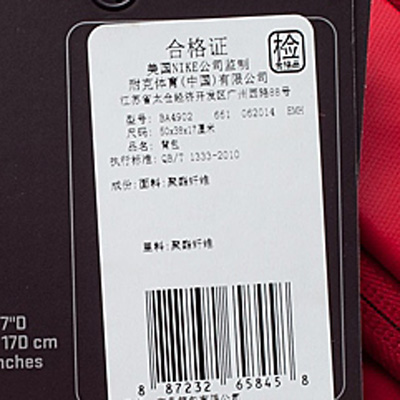 合格证
检
合格品
美国NIKE公司监制
耐克体育(中国)有限公司
江苏省太仓经济开发区广州西路88号
型号: BA4902 661 062014 EMH
尺码: 50x38x17厘米
品名: 背包
执行标准: QB/T 1333-2010
成份: 面料: 聚酯纤维
里料: 聚酯纤维
7"D
17D cm
nches
8 87232 65845 8